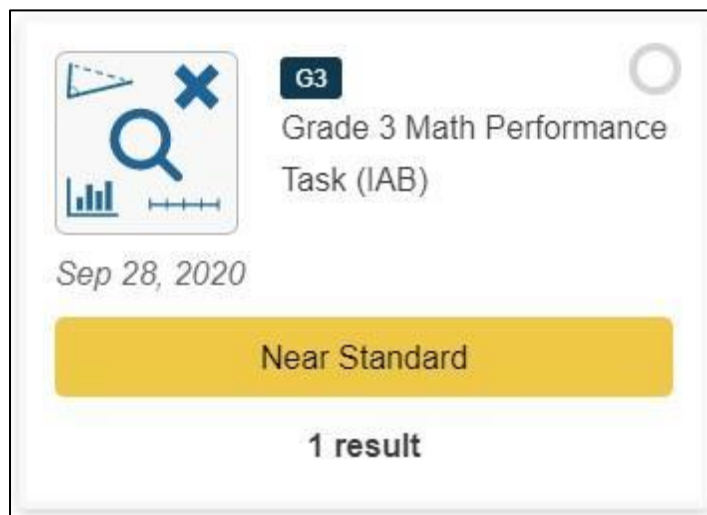 G3
Grade 3 Math Performance
Task (IAB)
Sep 28, 2020
Near Standard
1 result